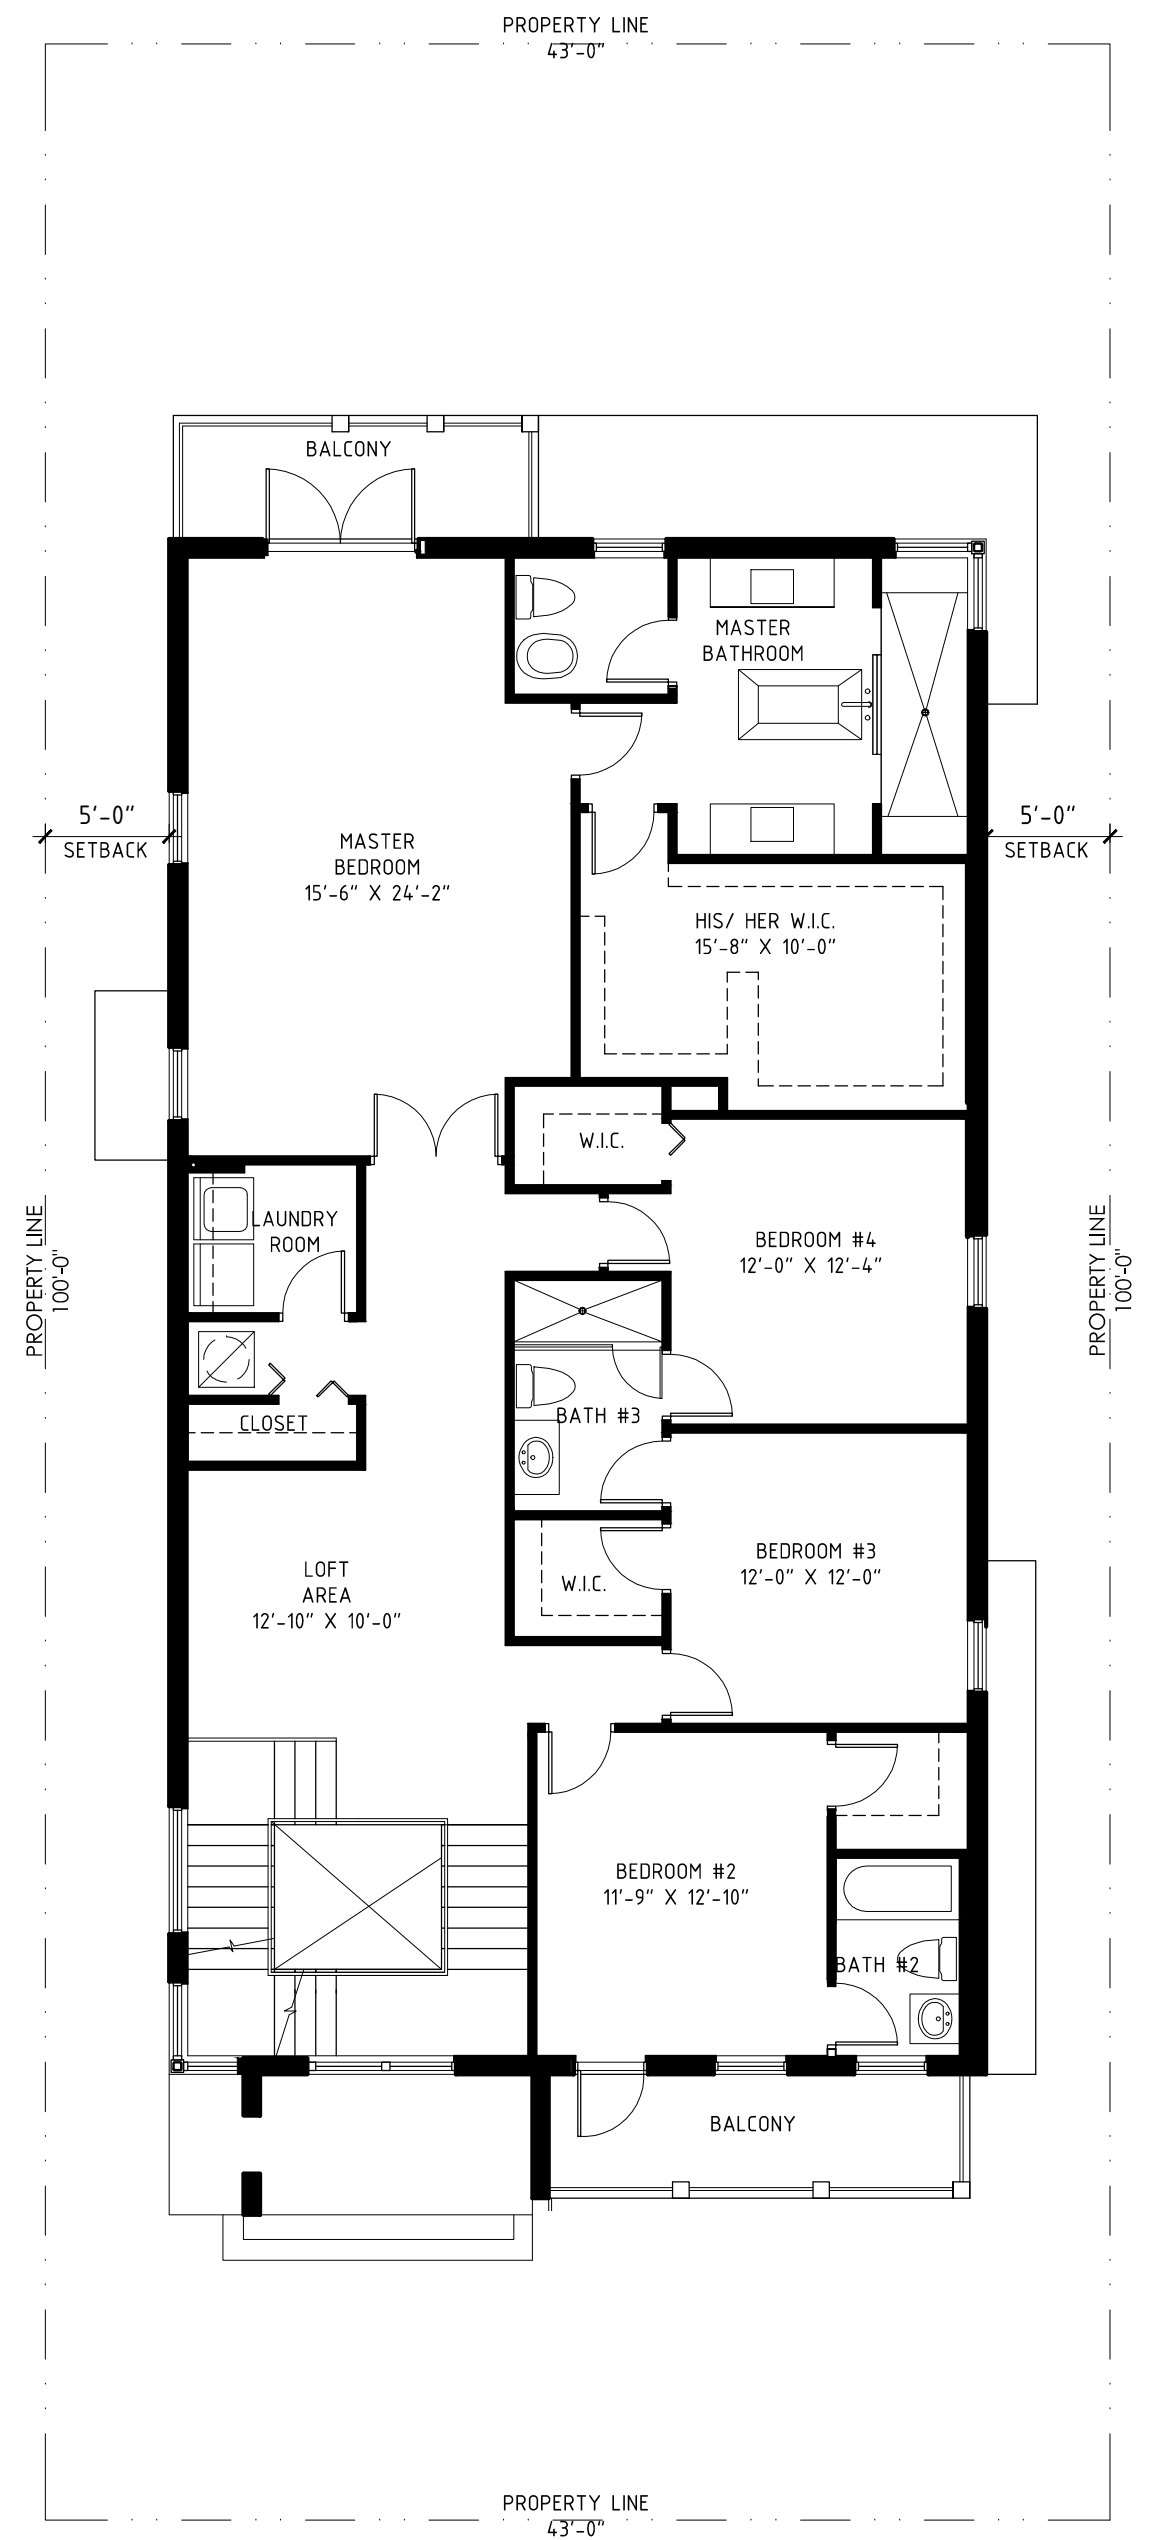 PROPERTY LINE
43'-0"
BALCONY
MASTER
BATHROOM
5'-0"
SETBACK
5'-0"
SETBACK
MASTER
BEDROOM
15'-6" X 24'-2"
HIS/ HER W.I.C.
15'-8" X 10'-0"
W.I.C.
PROPERTY LINE
100'-0"
LAUNDRY
ROOM
BEDROOM #4
12'-0" X 12'-4"
PROPERTY LINE
100'-0"
BATH #3
CLOSET
BEDROOM #3
12'-0" X 12'-0"
LOFT
AREA
12'-10" X 10'-0"
W.I.C.
BEDROOM #2
11'-9" X 12'-10"
BATH #2
BALCONY
PROPERTY LINE
43'-0"